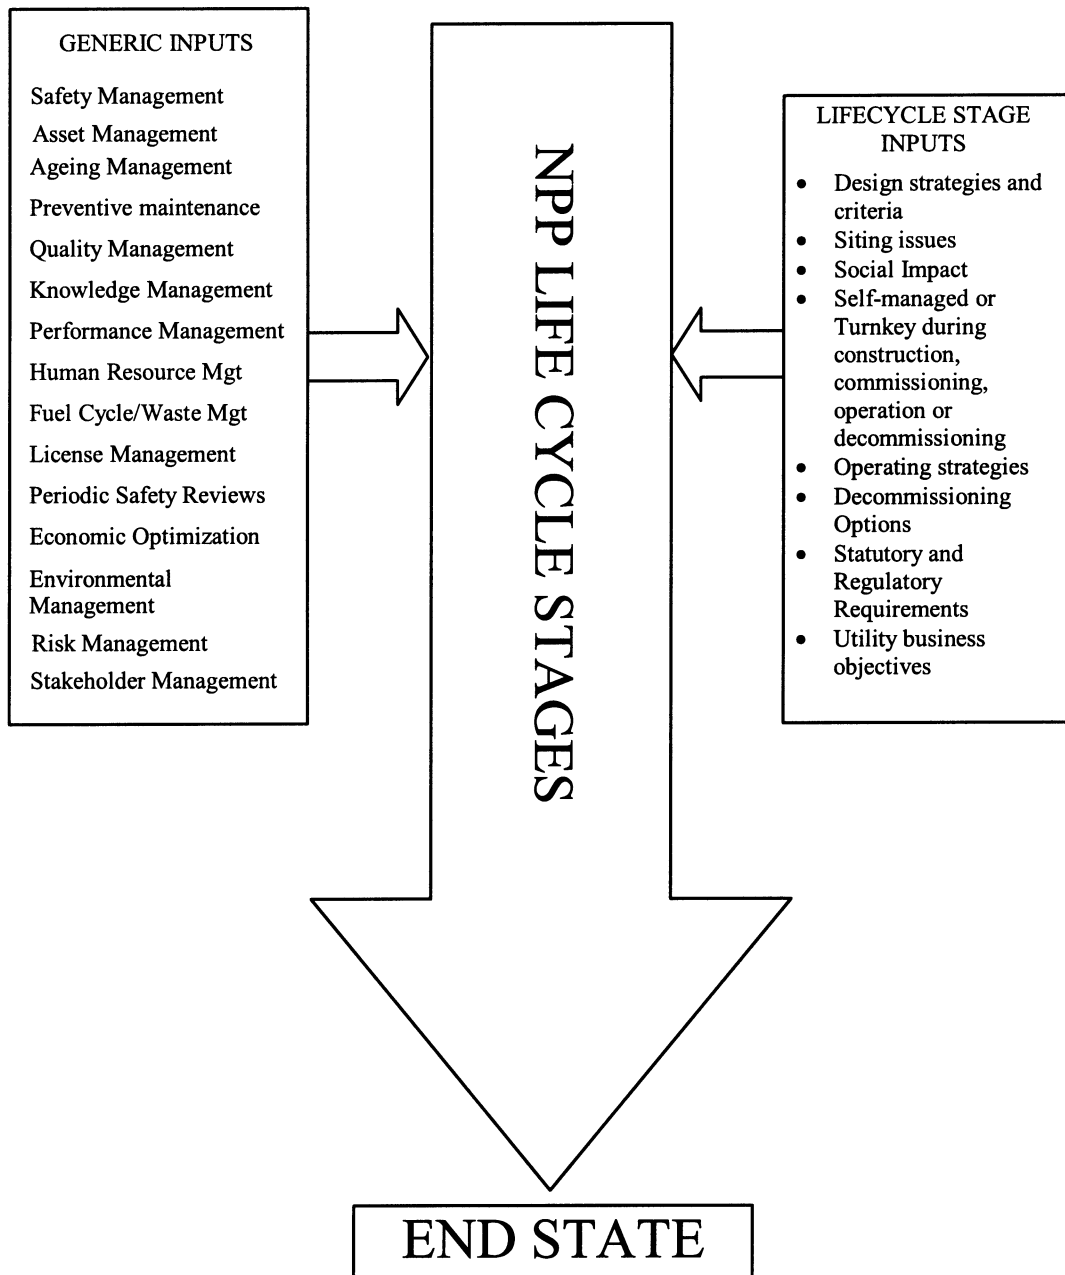 GENERIC INPUTS
Safety Management
Asset Management
Ageing Management
Preventive maintenance
Quality Management
Knowledge Management
Performance Management
Human Resource Mgt
Fuel Cycle/Waste Mgt
License Management
Periodic Safety Reviews
Economic Optimization
Environmental
Management
Risk Management
Stakeholder Management
NPP LIFE CYCLE STAGES
LIFECYCLE STAGE
INPUTS
• Design strategies and
criteria
• Siting issues
• Social Impact
• Self-managed or
Turnkey during
construction,
commissioning,
operation or
decommissioning
• Operating strategies
• Decommissioning
Options
• Statutory and
Regulatory
Requirements
• Utility business
objectives
END STATE